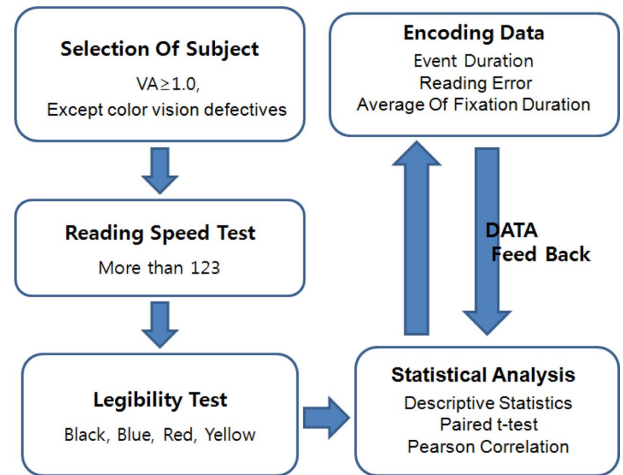 Selection Of Subject
VA≥1.0,
Except color vision defectives
Reading Speed Test
More than 123
Legibility Test
Black, Blue, Red, Yellow
Encoding Data
Event Duration
Reading Error
Average Of Fixation Duration
DATA
Feed Back
Statistical Analysis
Descriptive Statistics
Paired t-test
Pearson Correlation